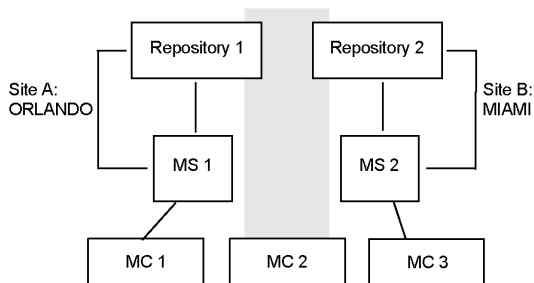 Repository 1
Repository 2
Site A:
ORLANDO
Site B:
MIAMI
MS 1
MS 2
MC 1
MC 2
MC 3